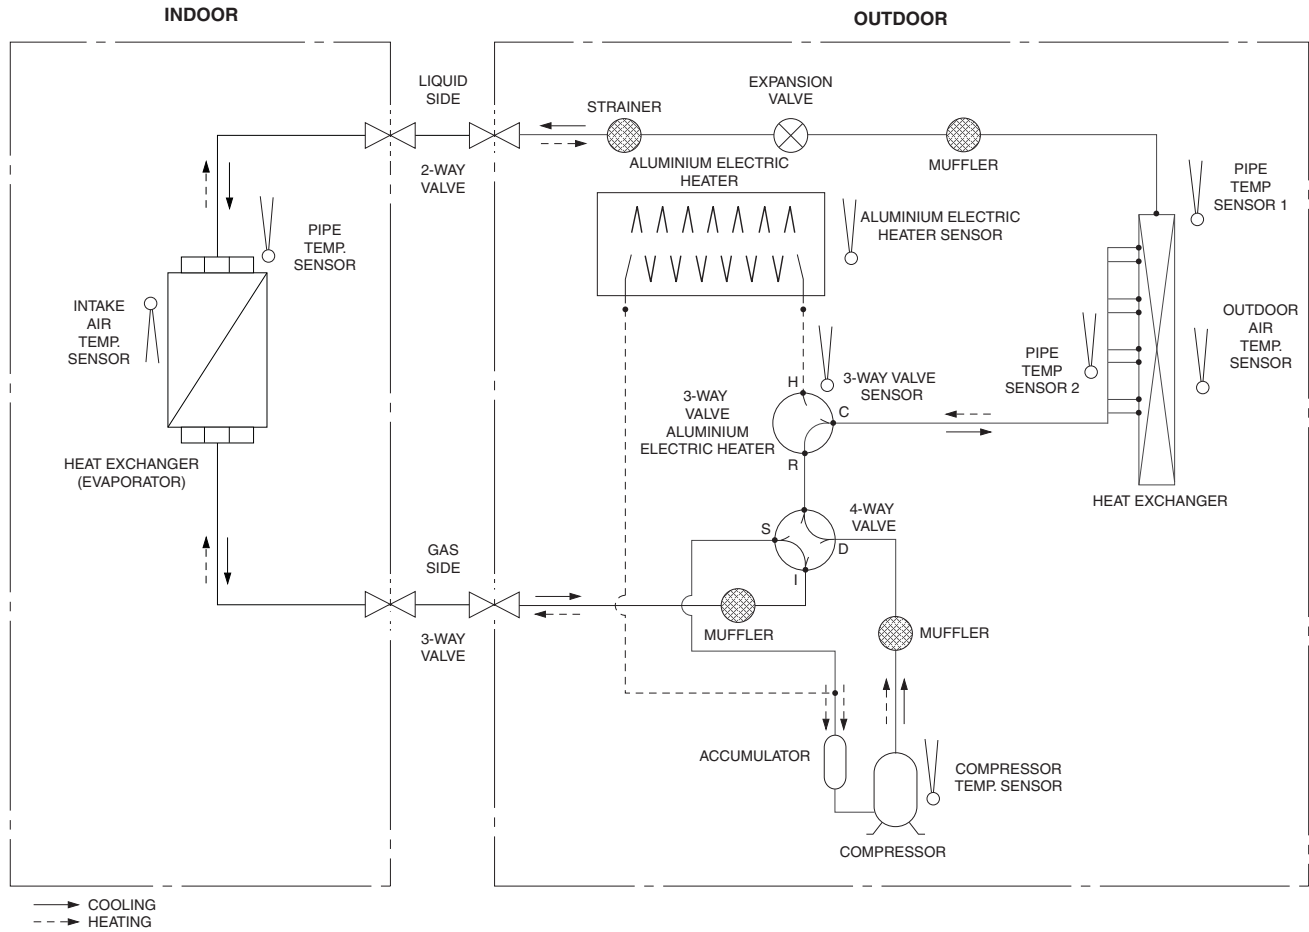 INDOOR
OUTDOOR
LIQUID
SIDE
2-WAY
VALVE
STRAINER
EXPANSION
VALVE
MUFFLER
ALUMINIUM ELECTRIC
HEATER
ALUMINIUM ELECTRIC
HEATER SENSOR
PIPE
TEMP
SENSOR 1
PIPE
TEMP.
SENSOR
INTAKE
AIR
TEMP.
SENSOR
OUTDOOR
AIR
TEMP.
SENSOR
PIPE
TEMP
SENSOR 2
H
3-WAY VALVE
SENSOR
3-WAY
VALVE
ALUMINIUM
ELECTRIC HEATER
C
R
HEAT EXCHANGER
(EVAPORATOR)
HEAT EXCHANGER
4-WAY
VALVE
S
D
I
GAS
SIDE
3-WAY
VALVE
MUFFLER
MUFFLER
ACCUMULATOR
COMPRESSOR
TEMP. SENSOR
COMPRESSOR
COOLING
HEATING